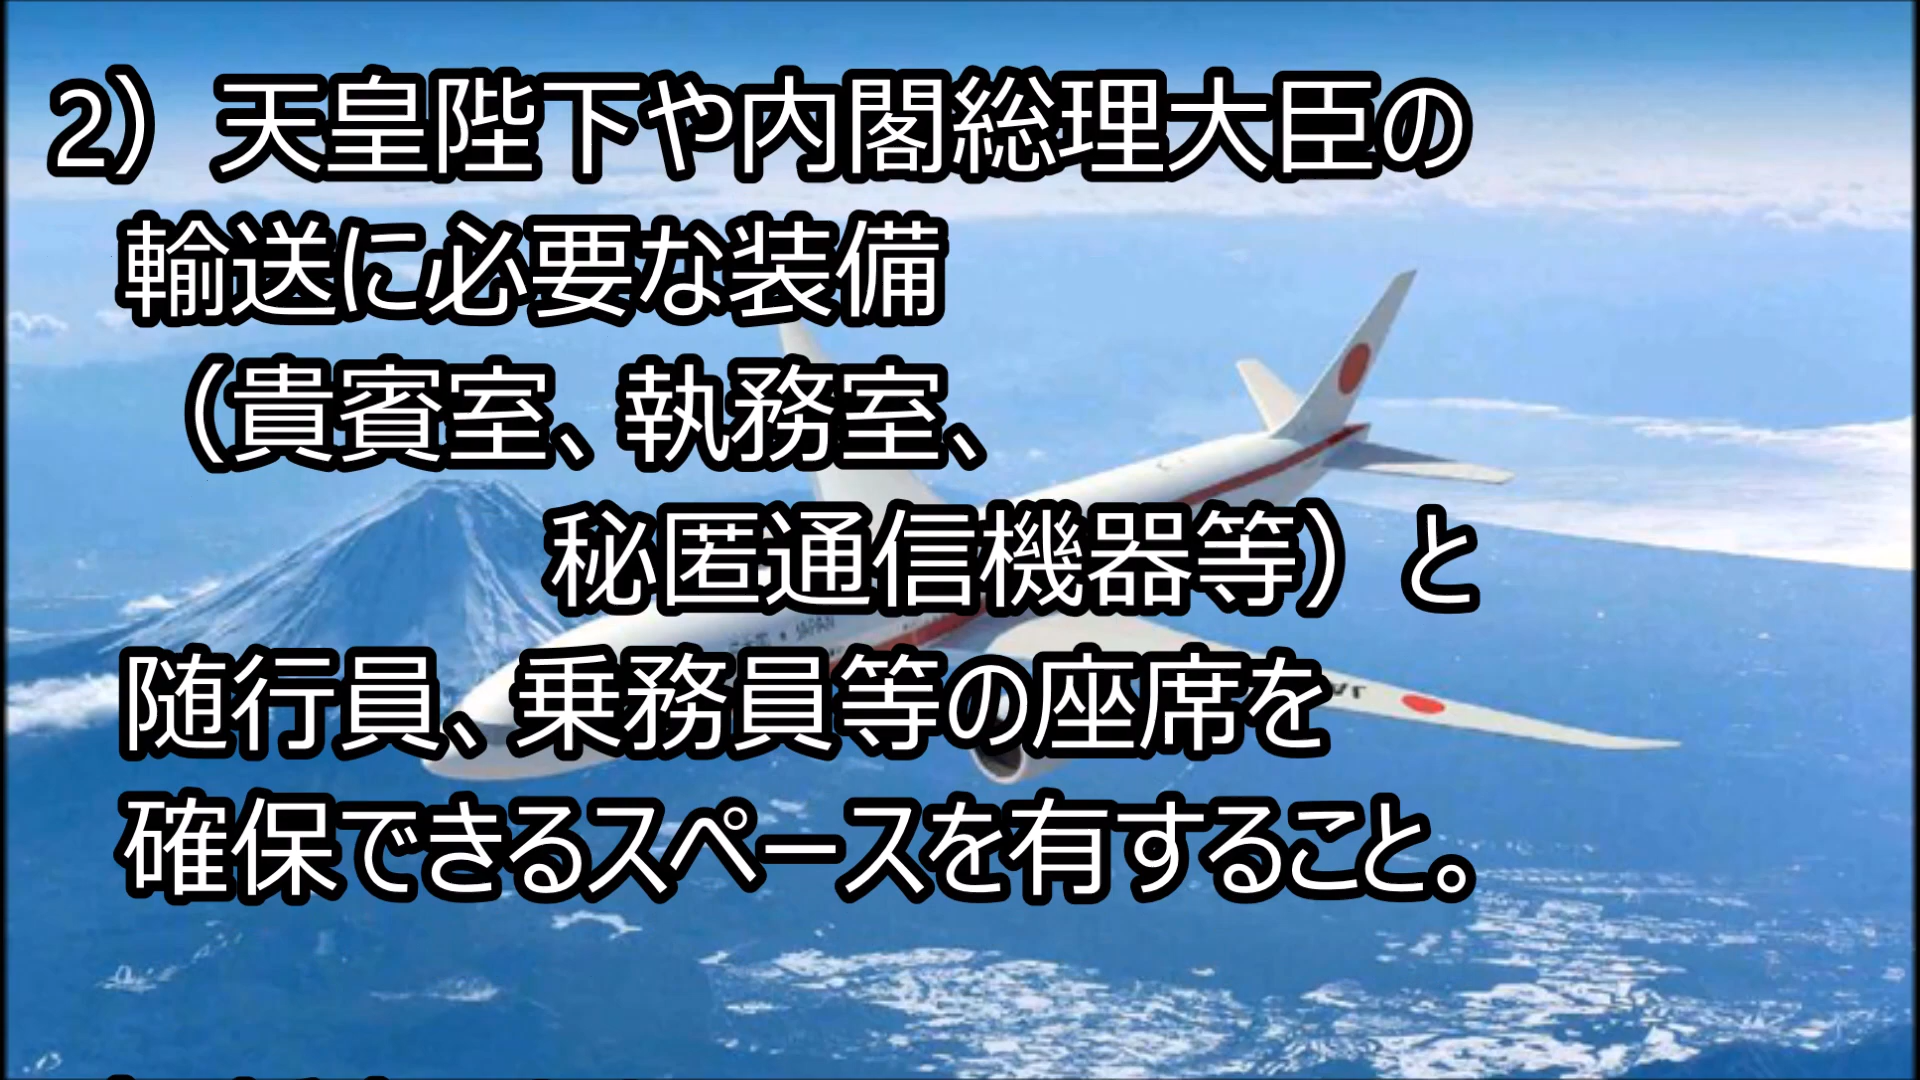 2）天皇陛下や内閣総理大臣の
輸送に必要な装備
（貴賓室、執務室、
秘匿通信機器等）と
随行員、乗務員等の座席を
確保できるスペースを有すること。
JAPAN